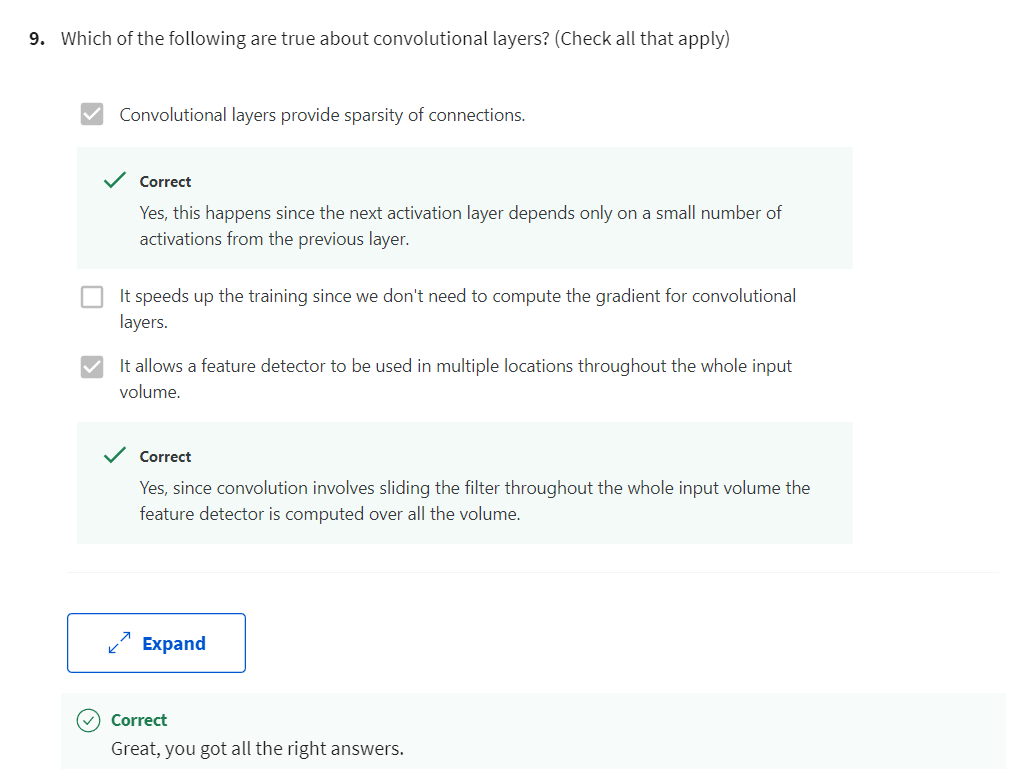 9. Which of the following are true about convolutional layers? (Check all that apply)
Convolutional layers provide sparsity of connections.
Correct
Yes, this happens since the next activation layer depends only on a small number of
activations from the previous layer.
It speeds up the training since we don't need to compute the gradient for convolutional
layers.
It allows a feature detector to be used in multiple locations throughout the whole input
volume.
Correct
Yes, since convolution involves sliding the filter throughout the whole input volume the
feature detector is computed over all the volume.
Expand
Correct
Great, you got all the right answers.